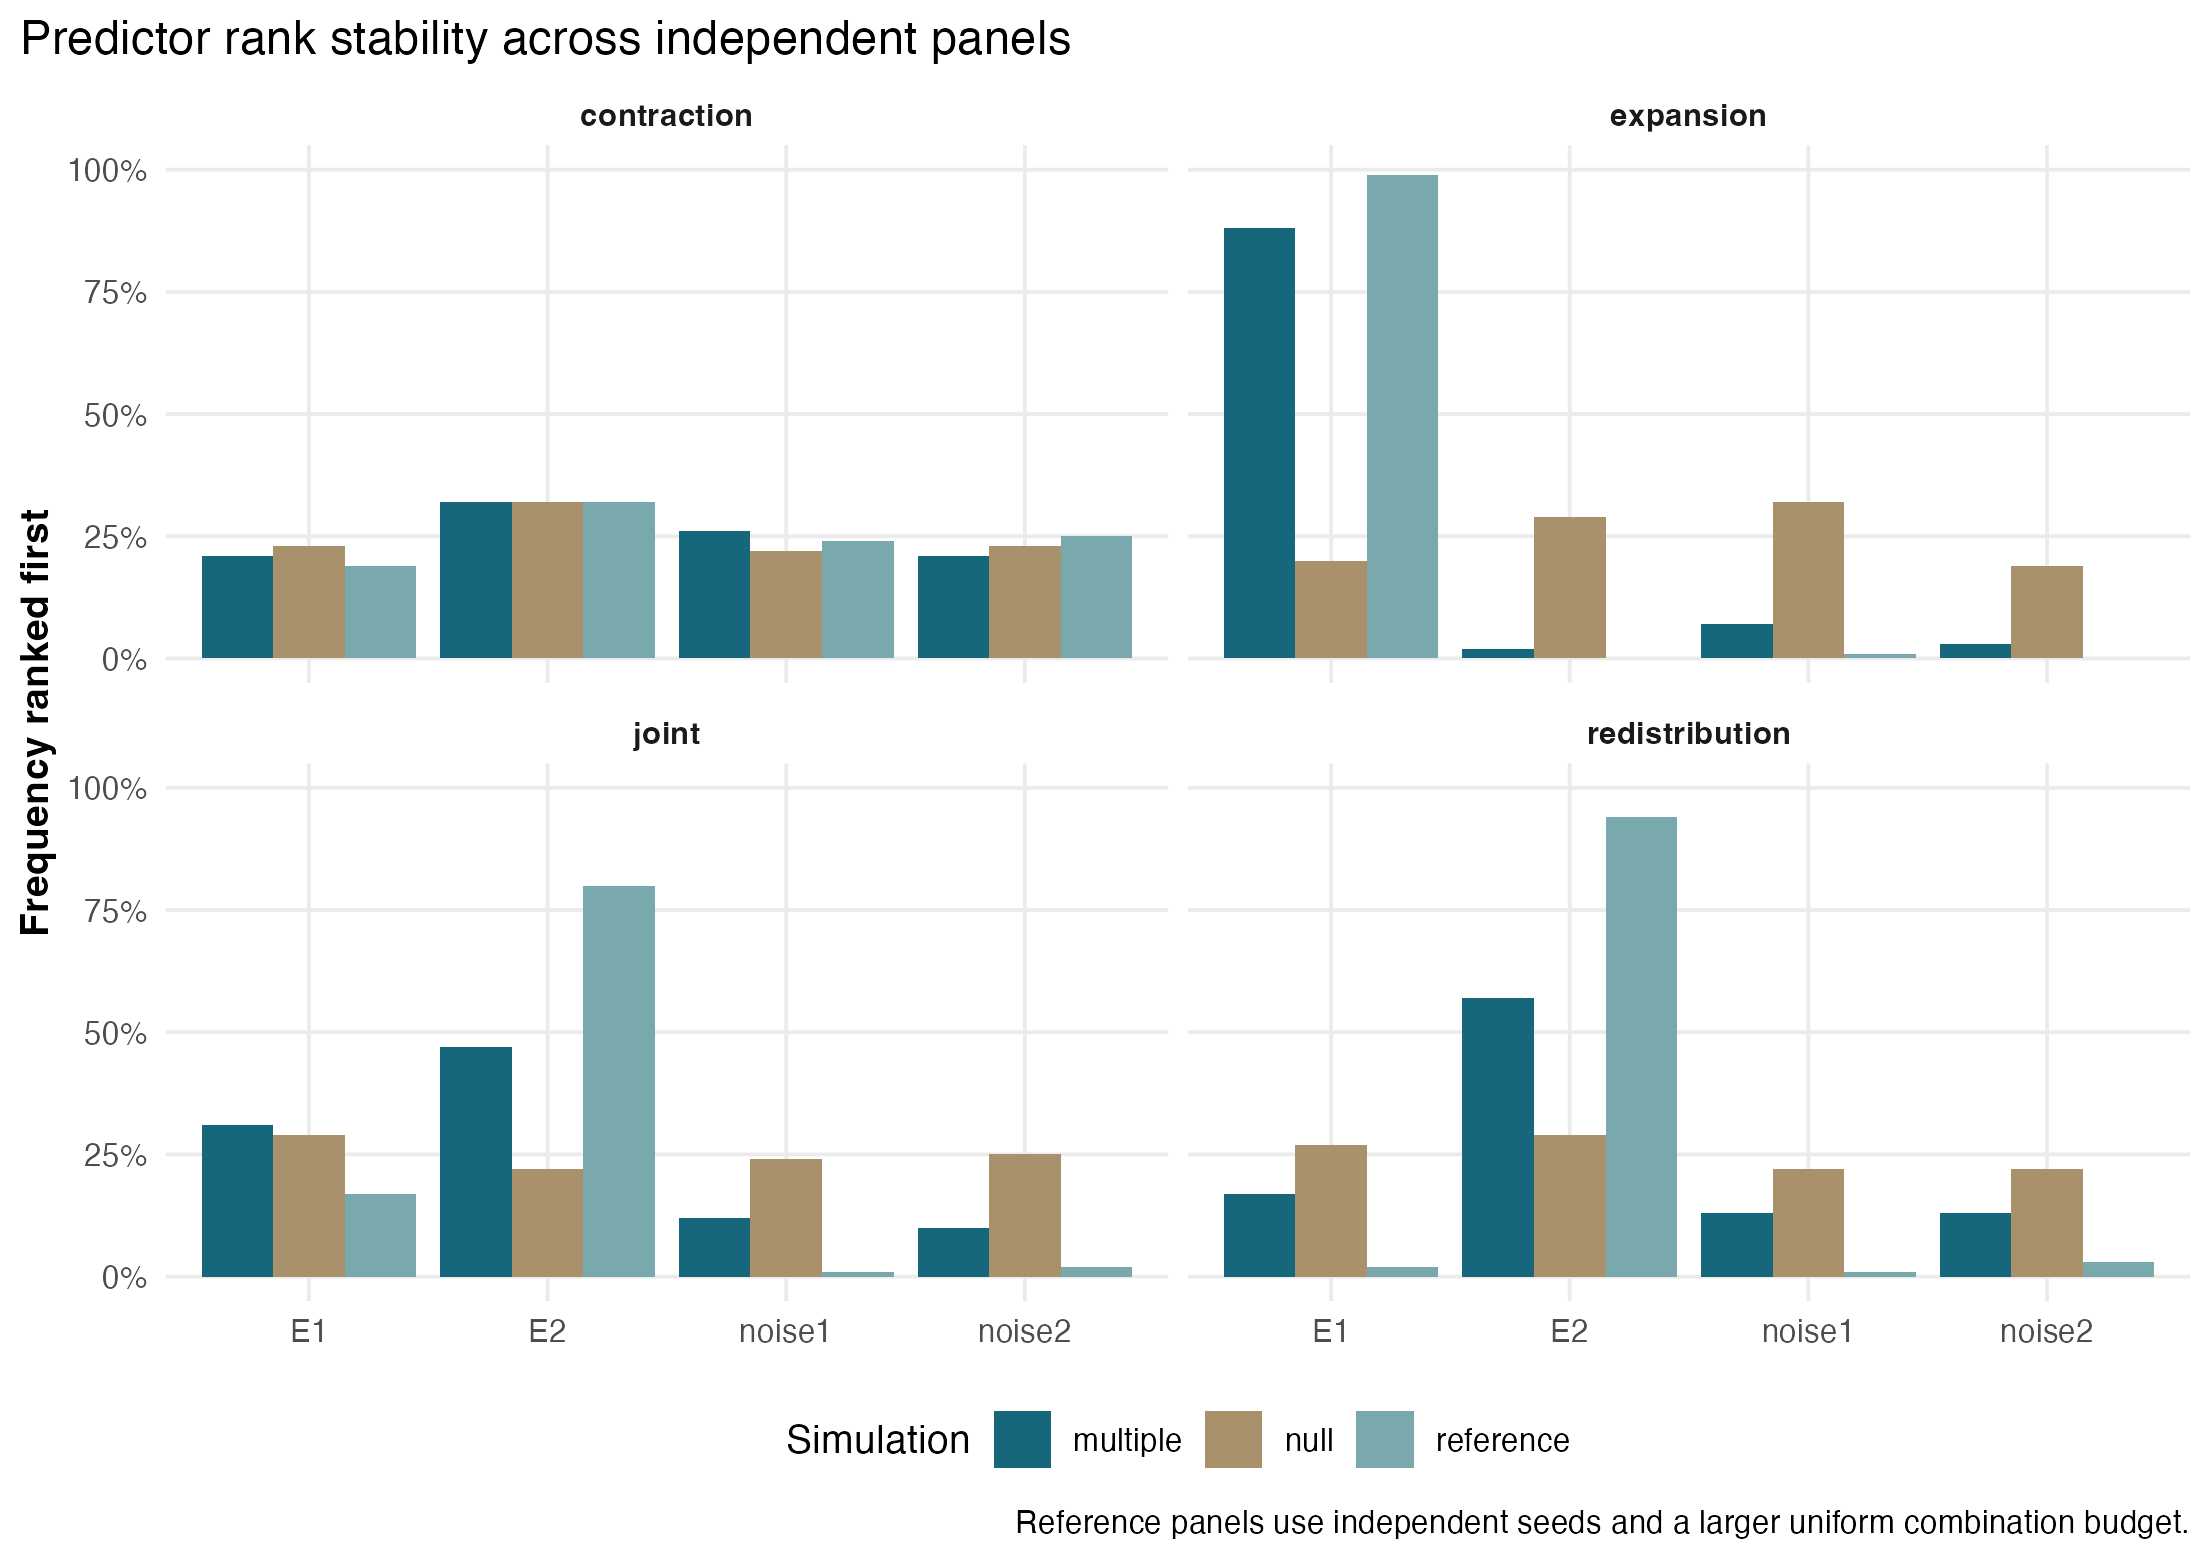 Predictor rank stability across independent panels
contraction
expansion
100%
75%
50%
25%
0%
Frequency ranked first
joint
redistribution
100%
75%
50%
25%
0%
E1 E2 noise1 noise2 E1 E2 noise1 noise2
Simulation multiple null reference
Reference panels use independent seeds and a larger uniform combination budget.